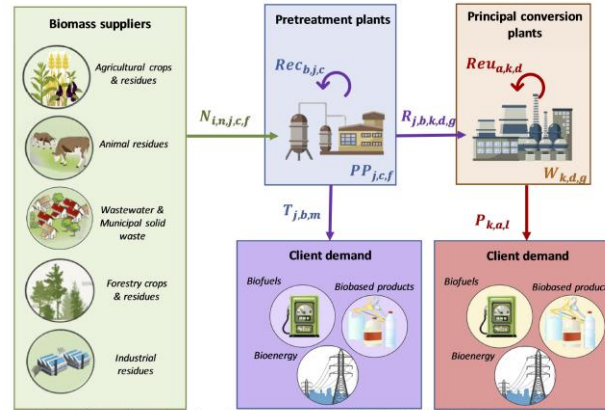 Biomass suppliers
Agricultural crops
& residues
Animal residues
Wastewater &
Municipal solid
waste
Forestry crops
& residues
Industrial
residues
N_{i,n,j,c,f}
Pretreatment plants
Rec_{b,j,c}
PP_{j,c,f}
R_{j,b,k,d,g}
Principal conversion
plants
Reu_{a,k,d}
W_{k,d,g}
T_{j,b,m}
P_{k,a,l}
Client demand
Biofuels
Biobased products
Bioenergy
Client demand
Biofuels
Biobased products
Bioenergy